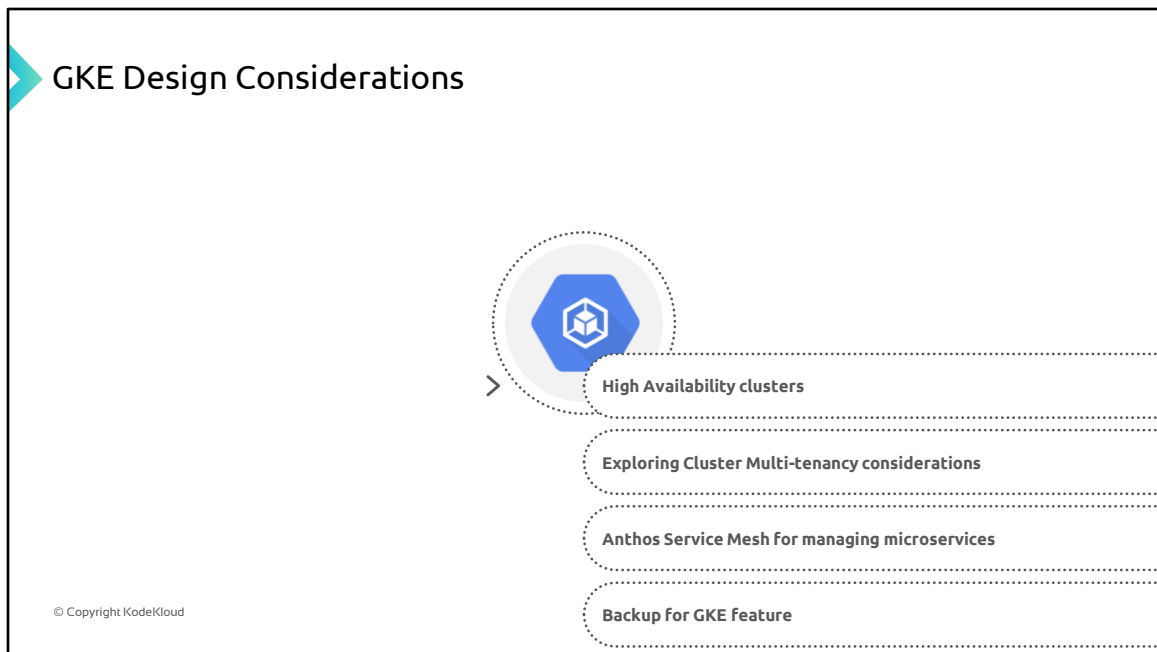 GKE Design Considerations
High Availability clusters
Exploring Cluster Multi-tenancy considerations
Anthos Service Mesh for managing microservices
Backup for GKE feature
© Copyright KodeKloud